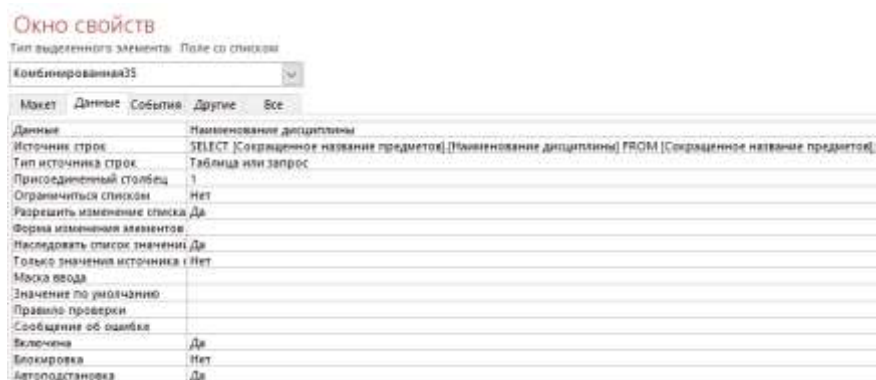 Окно свойств
Тип выделенного элемента: Поле со списком
Комбинированная35
Макет Данные События Другие Все
Данные Наименование дисциплины
Источник строк SELECT [Сокращенное название предметов].[Наименование дисциплины] FROM [Сокращенное название предметов];
Тип источника строк Таблица или запрос
Присоединенный столбец 1
Ограничиться списком Нет
Разрешить изменение списка Да
Форма изменения элементов
Наследовать список значений Да
Только значения источника Нет
Маска ввода
Значение по умолчанию
Правило проверки
Сообщение об ошибке
Включена Да
Блокировка Нет
Автоподстановка Да